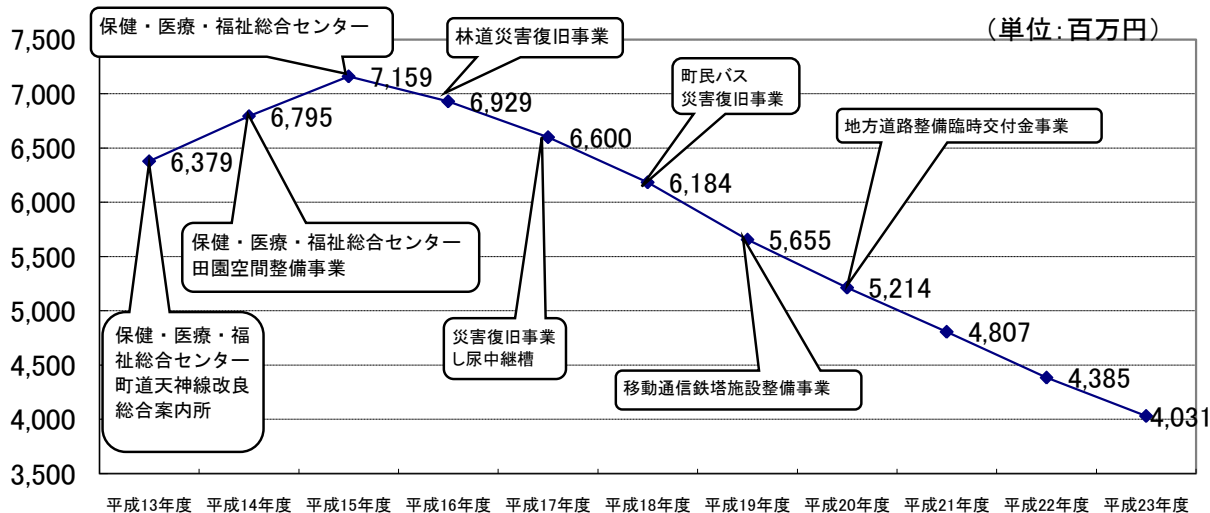 （単位：百万円）
7,500
7,000
6,500
6,000
5,500
5,000
4,500
4,000
3,500
保健・医療・福祉総合センター
林道災害復旧事業
町民バス
災害復旧事業
地方道路整備臨時交付金事業
6,379
6,795
7,159
6,929
6,600
6,184
5,655
5,214
4,807
4,385
4,031
保健・医療・福祉総合センター
田園空間整備事業
保健・医療・福
祉総合センター
町道天神線改良
総合案内所
災害復旧事業
し尿中継槽
移動通信鉄塔施設整備事業
平成13年度
平成14年度
平成15年度
平成16年度
平成17年度
平成18年度
平成19年度
平成20年度
平成21年度
平成22年度
平成23年度